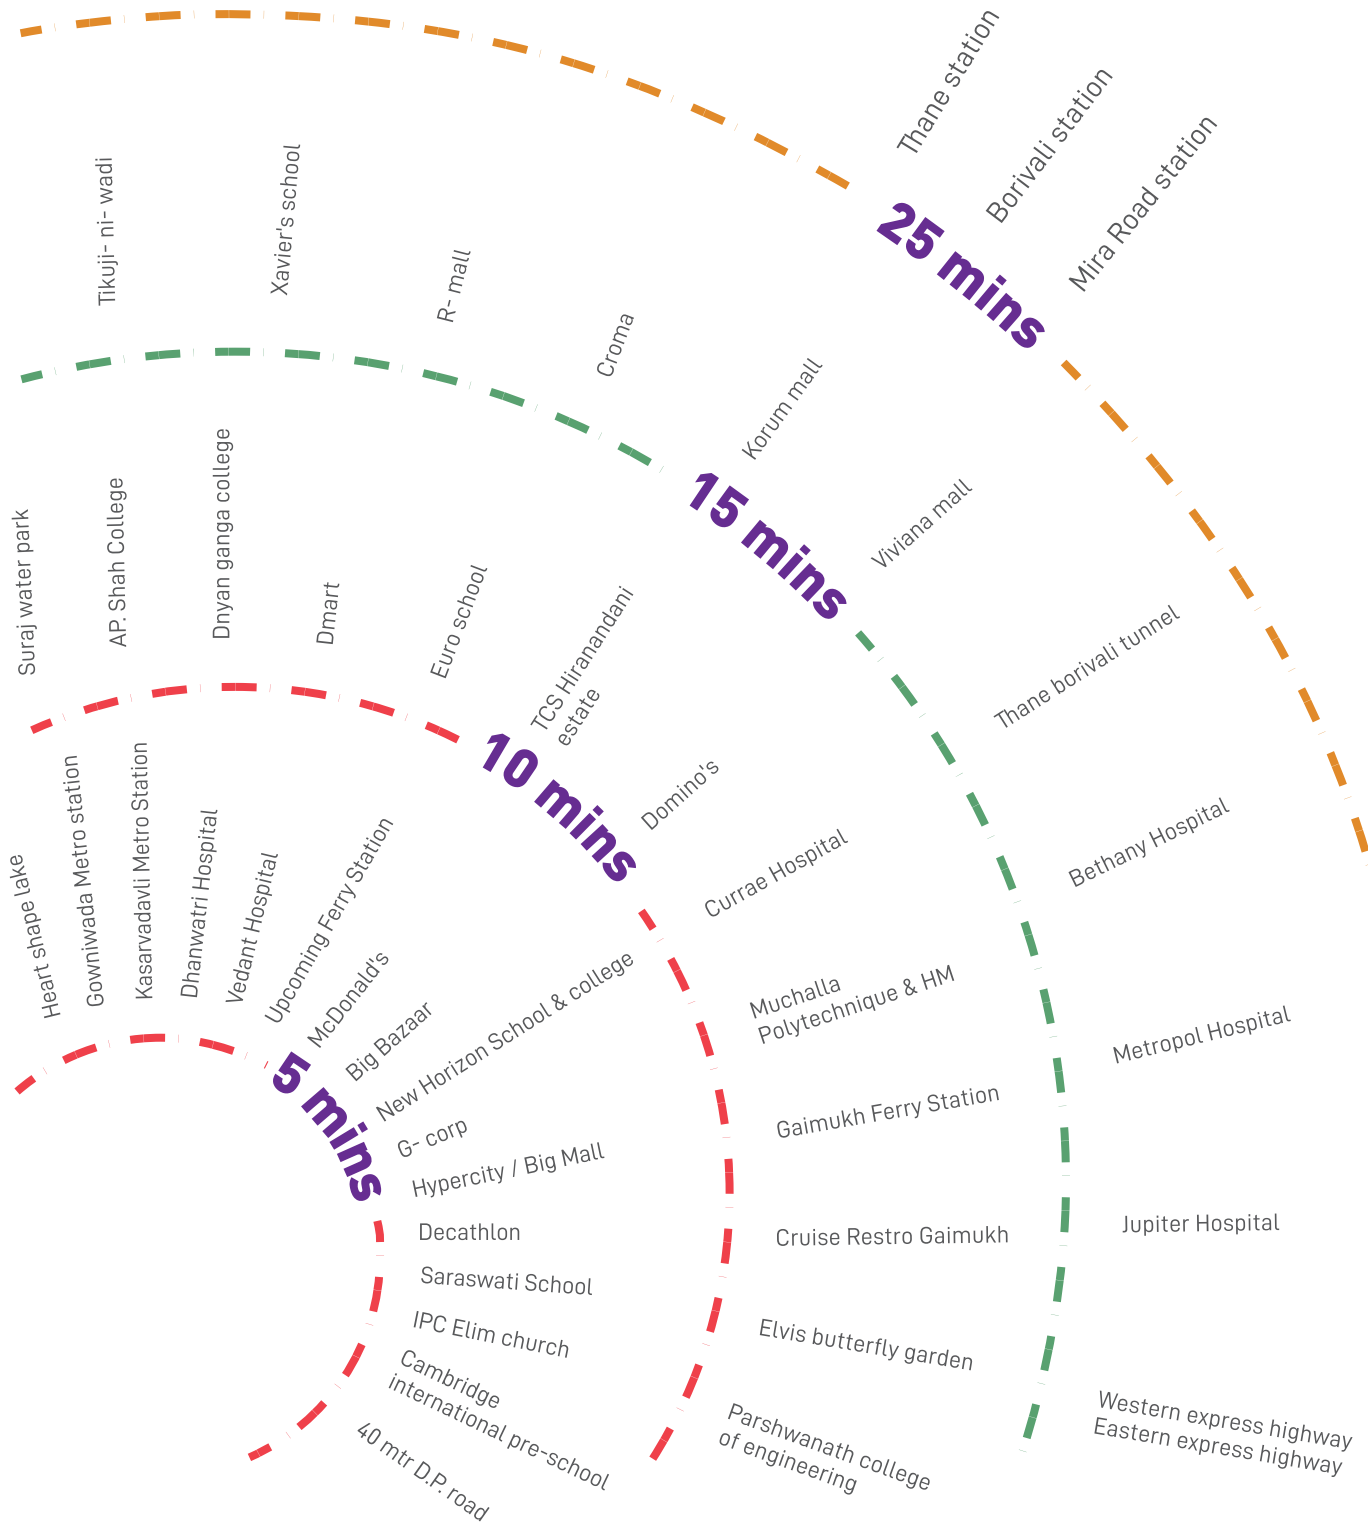 Thane station
Borivali station
Mira Road station
25 mins
Tikuji- ni- wadi
Xavier's school
R- mall
Croma
Korum mall
Viviana mall
Thane borivali tunnel
Bethany Hospital
Metropol Hospital
Jupiter Hospital
Western express highway
Eastern express highway
15 mins
Suraj water park
AP. Shah College
Dnyan ganga college
Dmart
Euro school
TCS Hiranandani
estate
Domino's
Currae Hospital
Muchalla
Polytechnique & HM
Gaimukh Ferry Station
Cruise Restro Gaimukh
Elvis butterfly garden
Parshwanath college
of engineering
10 mins
Heart shape lake
Gowniwada Metro station
Kasarvadavli Metro Station
Dhanwatri Hospital
Vedant Hospital
Upcoming Ferry Station
McDonald's
Big Bazaar
New Horizon School & college
G- corp
Hypercity / Big Mall
Decathlon
Saraswati School
IPC Elim church
Cambridge
international pre-school
40 mtr D.P. road
5 mins